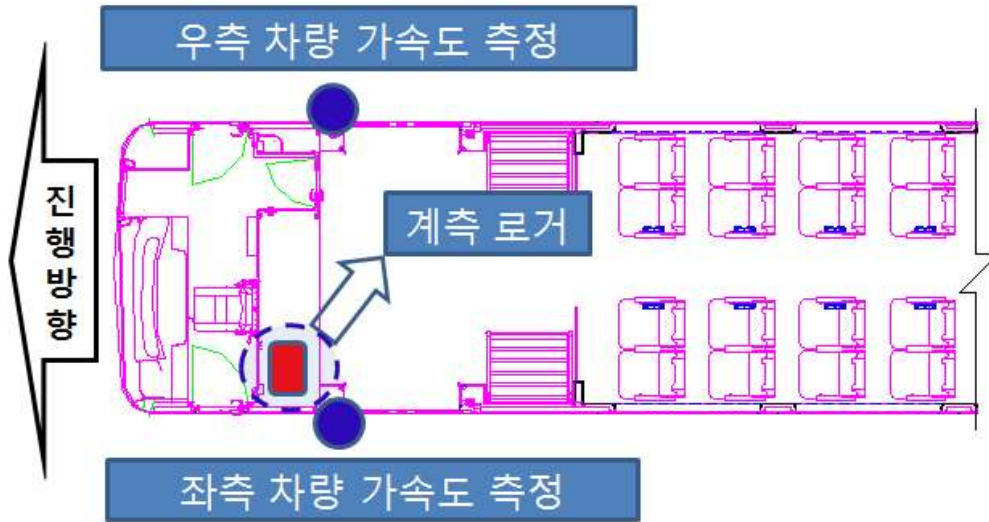 우측 차량 가속도 측정
진행방향
계측 로거
좌측 차량 가속도 측정